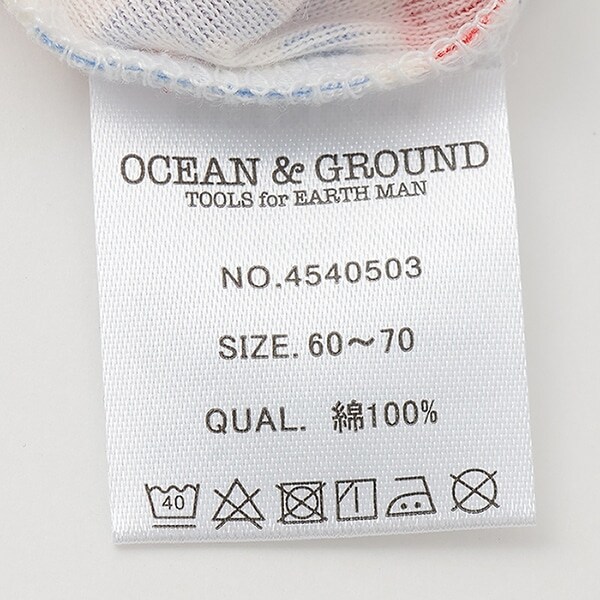 OCEAN & GROUND
TOOLS for EARTH MAN
NO.4540503
SIZE. 60～70
QUAL. 綿100%
40